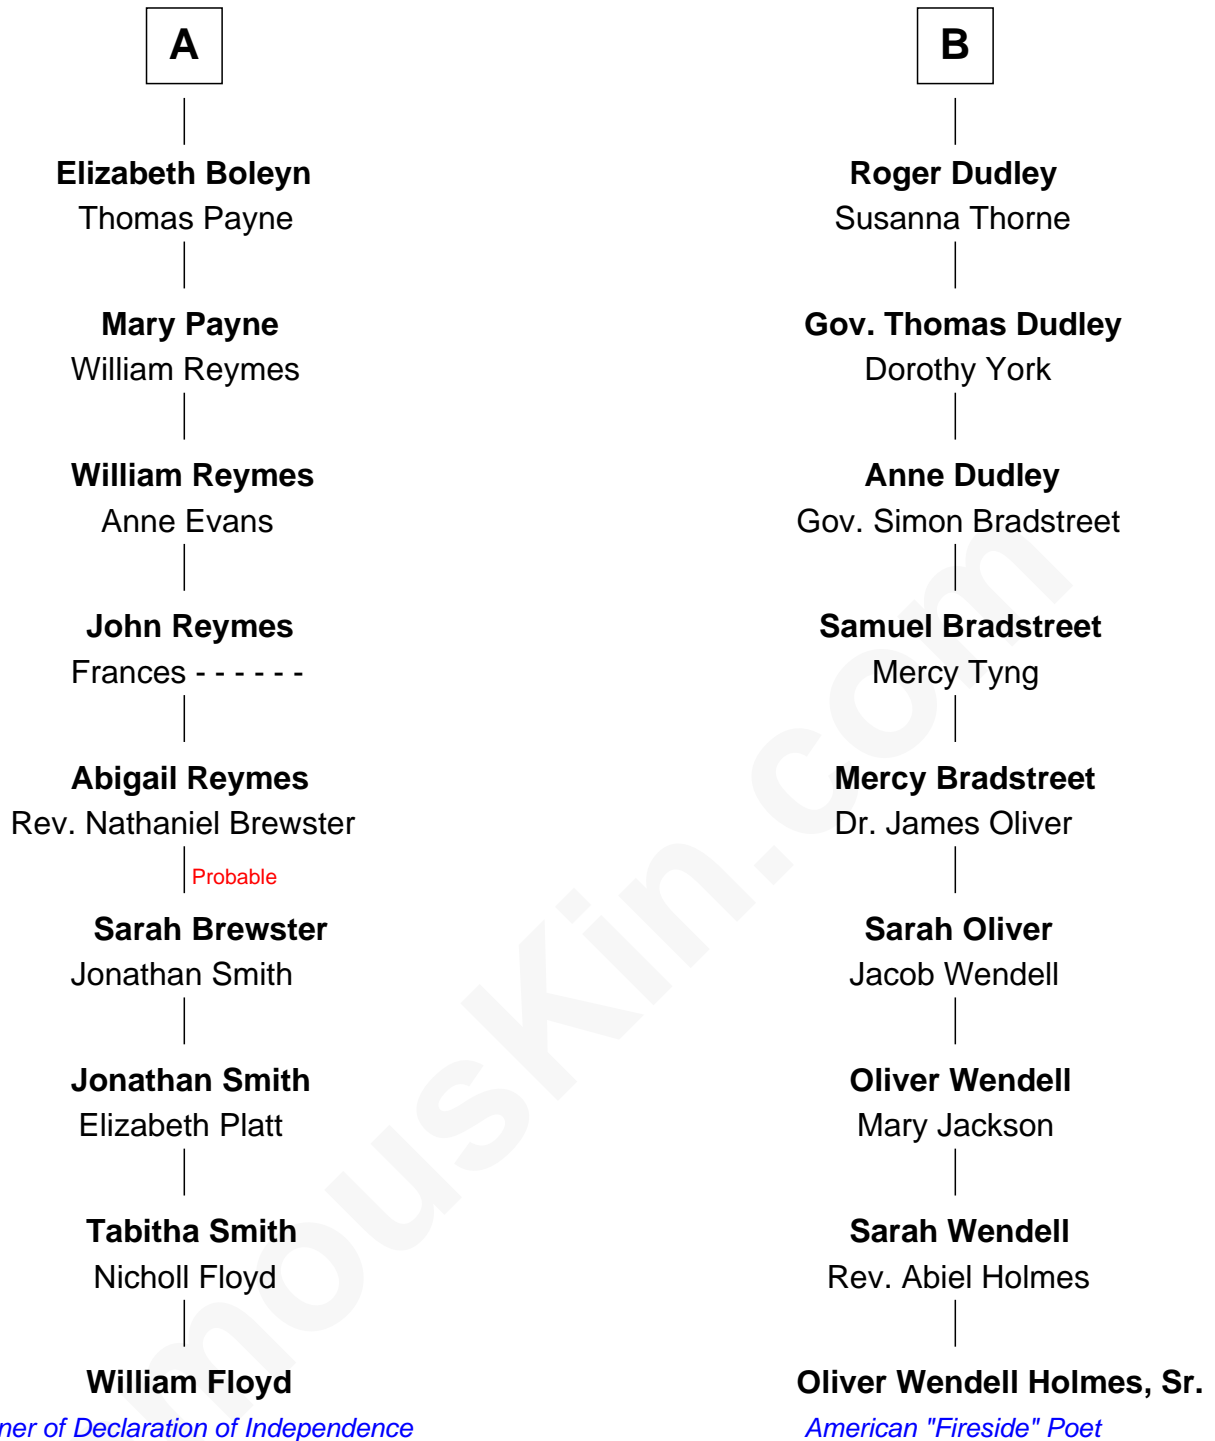 A
Elizabeth Boleyn
Thomas Payne
Mary Payne
William Reymes
William Reymes
Anne Evans
John Reymes
Frances - - - - - -
Abigail Reymes
Rev. Nathaniel Brewster
Probable
Sarah Brewster
Jonathan Smith
Jonathan Smith
Elizabeth Platt
Tabitha Smith
Nicholl Floyd
William Floyd
ner of Declaration of Independence
B
Roger Dudley
Susanna Thorne
Gov. Thomas Dudley
Dorothy York
Anne Dudley
Gov. Simon Bradstreet
Samuel Bradstreet
Mercy Tyng
Mercy Bradstreet
Dr. James Oliver
Sarah Oliver
Jacob Wendell
Oliver Wendell
Mary Jackson
Sarah Wendell
Rev. Abiel Holmes
Oliver Wendell Holmes, Sr.
American "Fireside" Poet
mousKin.com